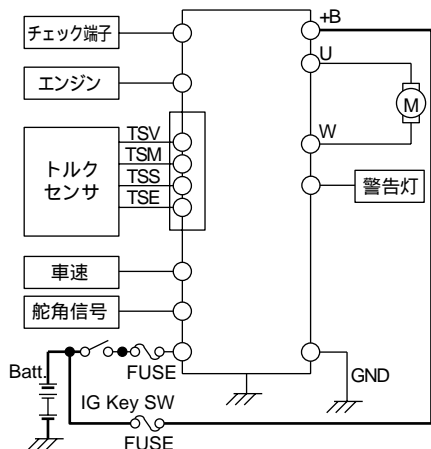 チェック端子
エンジン
トルク
センサ
TSV
TSM
TSS
TSE
車速
舵角信号
Batt.
IG Key SW
FUSE
FUSE
+B
U
M
W
警告灯
GND